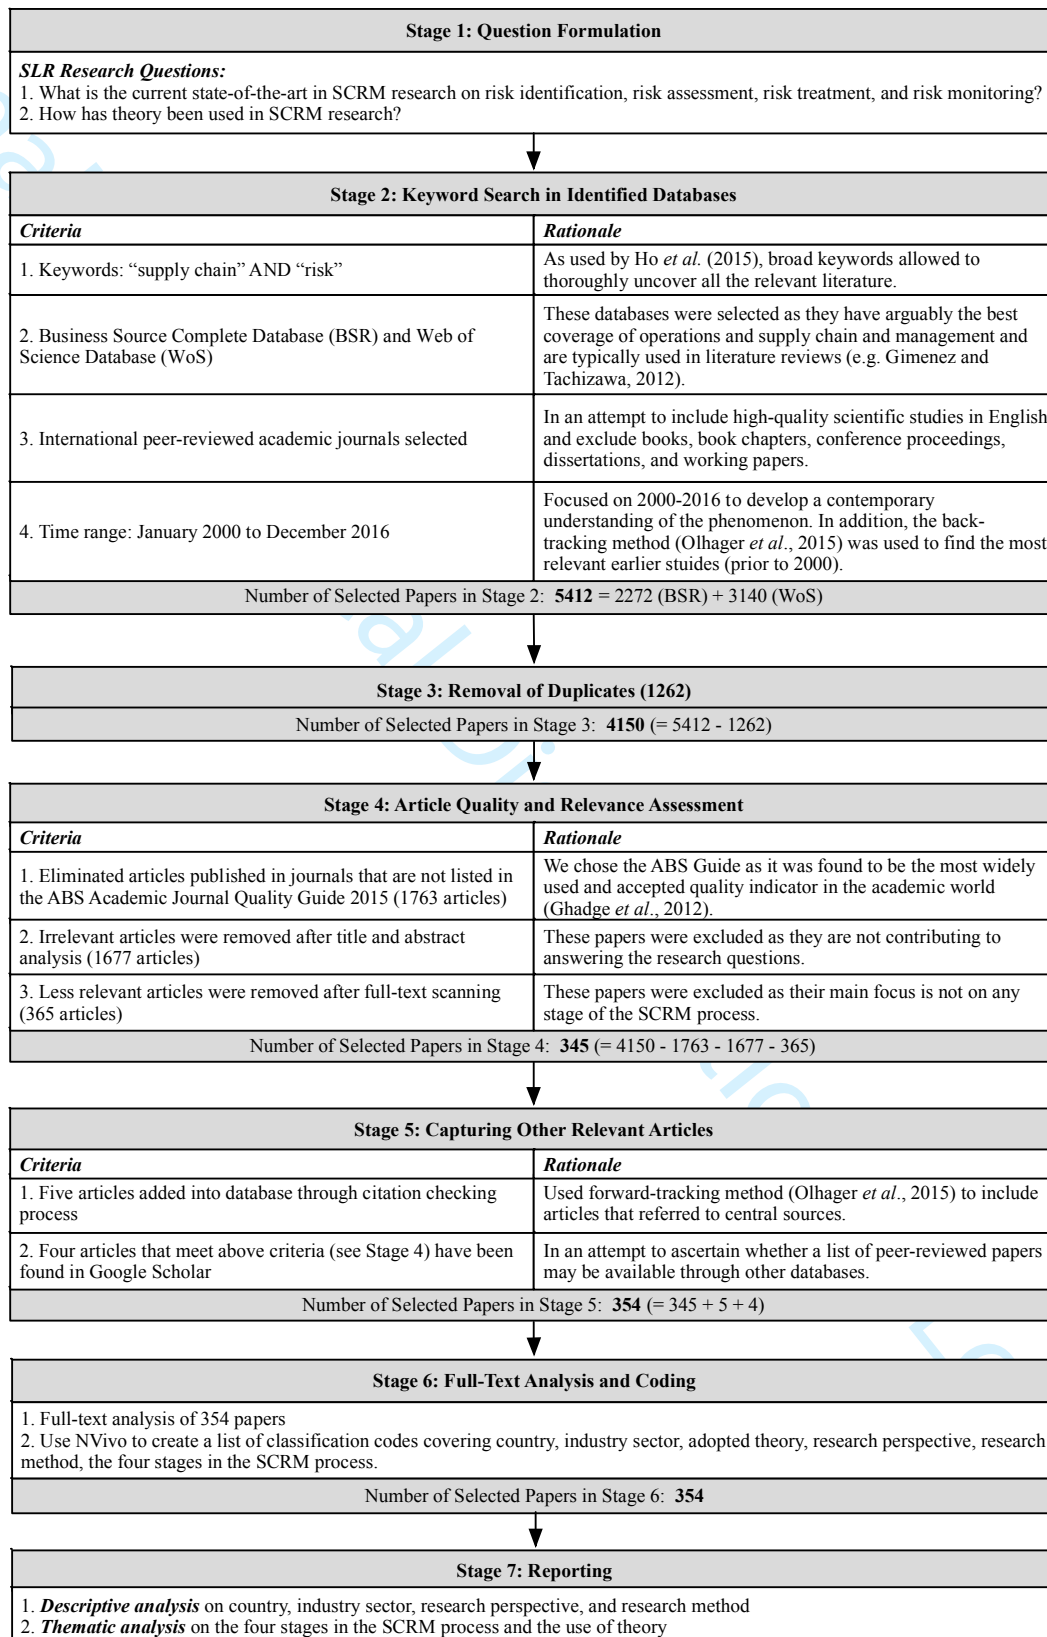 Stage 1: Question Formulation
SLR Research Questions:
1. What is the current state-of-the-art in SCRM research on risk identification, risk assessment, risk treatment, and risk monitoring?
2. How has theory been used in SCRM research?
Stage 2: Keyword Search in Identified Databases
Criteria
Rationale
1. Keywords: “supply chain” AND “risk”
As used by Ho et al. (2015), broad keywords allowed to
thoroughly uncover all the relevant literature.
2. Business Source Complete Database (BSR) and Web of
Science Database (WoS)
These databases were selected as they have arguably the best
coverage of operations and supply chain and management and
are typically used in literature reviews (e.g. Gimenez and
Tachizawa, 2012).
3. International peer-reviewed academic journals selected
In an attempt to include high-quality scientific studies in English
and exclude books, book chapters, conference proceedings,
dissertations, and working papers.
4. Time range: January 2000 to December 2016
Focused on 2000-2016 to develop a contemporary
understanding of the phenomenon. In addition, the back-
tracking method (Olhager et al., 2015) was used to find the most
relevant earlier stuides (prior to 2000).
Number of Selected Papers in Stage 2: 5412 = 2272 (BSR) + 3140 (WoS)
Stage 3: Removal of Duplicates (1262)
Number of Selected Papers in Stage 3: 4150 (= 5412 - 1262)
Stage 4: Article Quality and Relevance Assessment
Criteria
Rationale
1. Eliminated articles published in journals that are not listed in
the ABS Academic Journal Quality Guide 2015 (1763 articles)
We chose the ABS Guide as it was found to be the most widely
used and accepted quality indicator in the academic world
(Ghadge et al., 2012).
2. Irrelevant articles were removed after title and abstract
analysis (1677 articles)
These papers were excluded as they are not contributing to
answering the research questions.
3. Less relevant articles were removed after full-text scanning
(365 articles)
These papers were excluded as their main focus is not on any
stage of the SCRM process.
Number of Selected Papers in Stage 4: 345 (= 4150 - 1763 - 1677 - 365)
Stage 5: Capturing Other Relevant Articles
Criteria
Rationale
1. Five articles added into database through citation checking
process
Used forward-tracking method (Olhager et al., 2015) to include
articles that referred to central sources.
2. Four articles that meet above criteria (see Stage 4) have been
found in Google Scholar
In an attempt to ascertain whether a list of peer-reviewed papers
may be available through other databases.
Number of Selected Papers in Stage 5: 354 (= 345 + 5 + 4)
Stage 6: Full-Text Analysis and Coding
1. Full-text analysis of 354 papers
2. Use NVivo to create a list of classification codes covering country, industry sector, adopted theory, research perspective, research
method, the four stages in the SCRM process.
Number of Selected Papers in Stage 6: 354
Stage 7: Reporting
1. Descriptive analysis on country, industry sector, research perspective, and research method
2. Thematic analysis on the four stages in the SCRM process and the use of theory